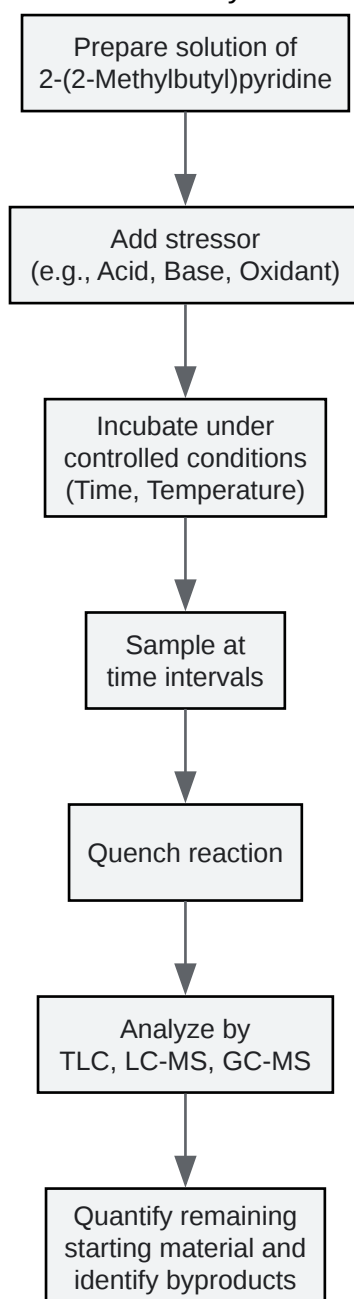 Prepare solution of
2-(2-Methylbutyl)pyridine
Add stressor
(e.g., Acid, Base, Oxidant)
Incubate under
controlled conditions
(Time, Temperature)
Sample at
time intervals
Quench reaction
Analyze by
TLC, LC-MS, GC-MS
Quantify remaining
starting material and
identify byproducts